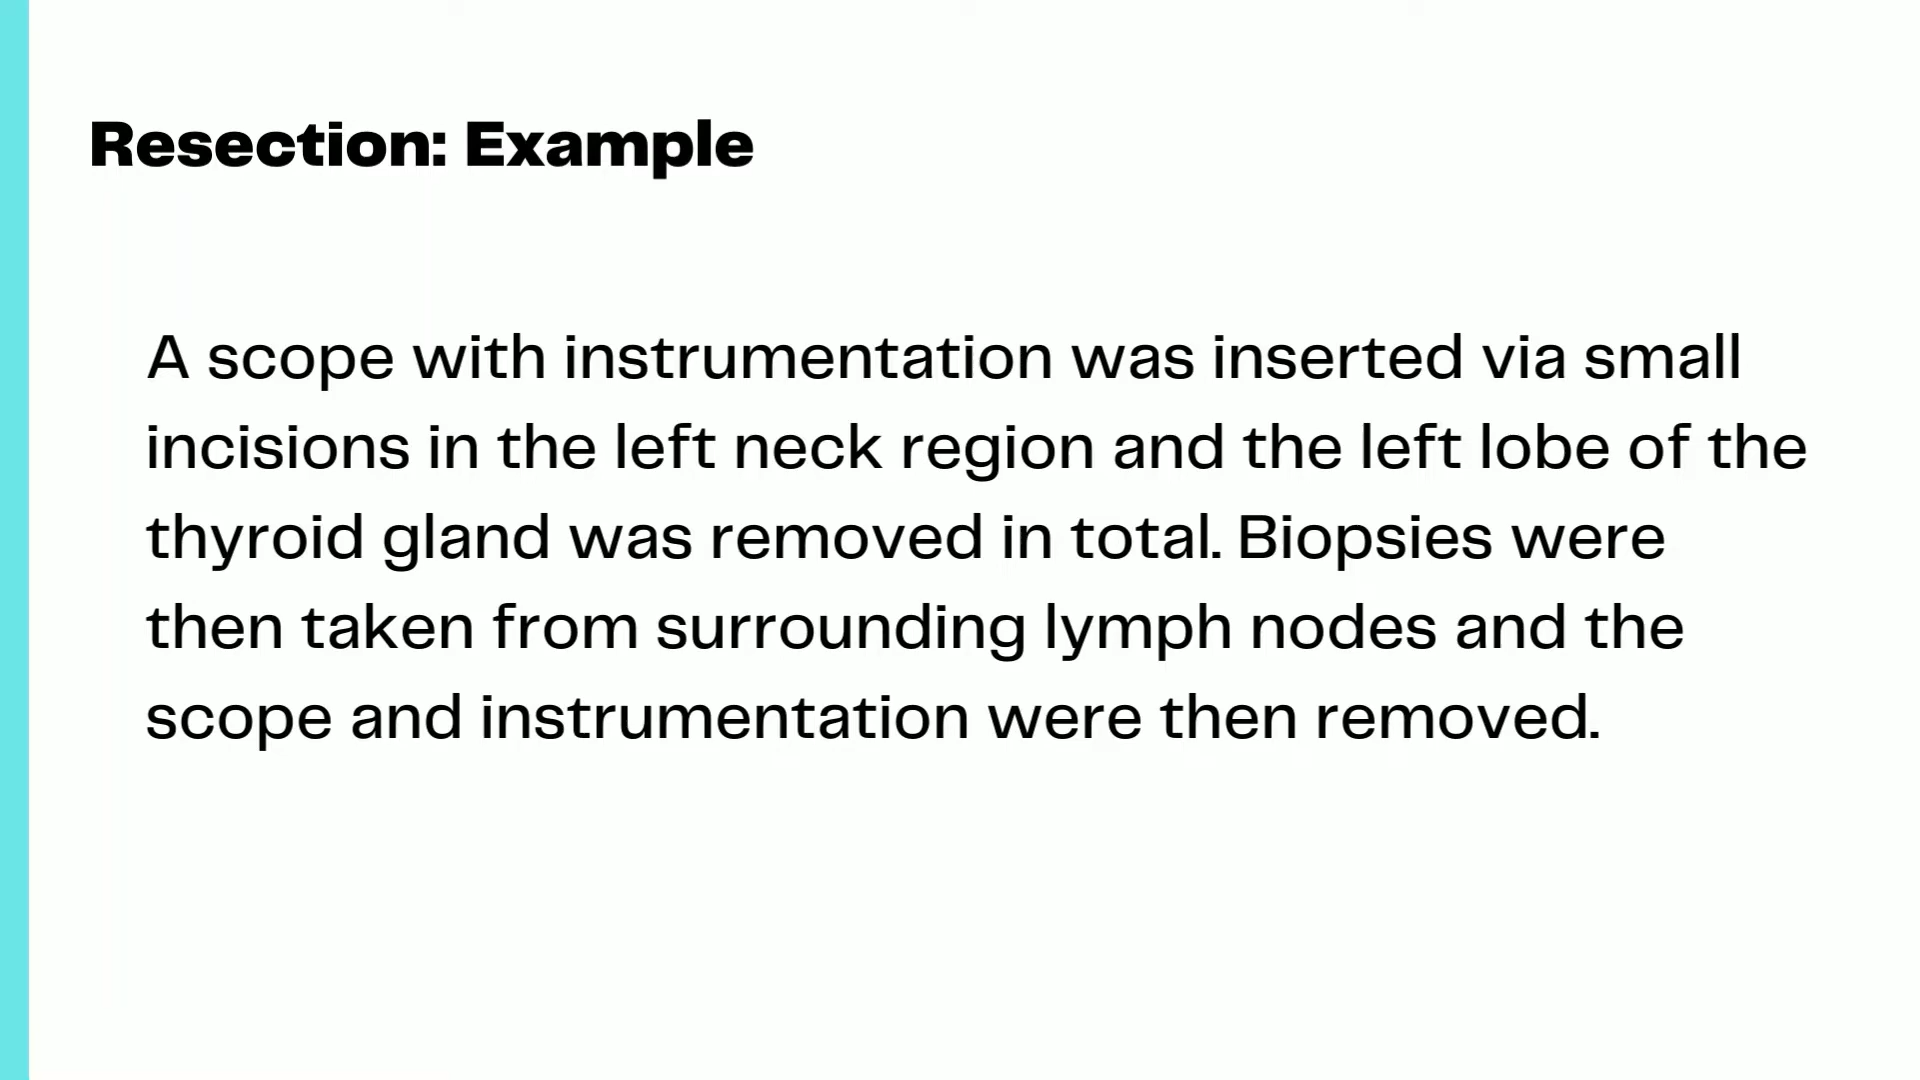 Resection: Example
A scope with instrumentation was inserted via small
incisions in the left neck region and the left lobe of the
thyroid gland was removed in total. Biopsies were
then taken from surrounding lymph nodes and the
scope and instrumentation were then removed.